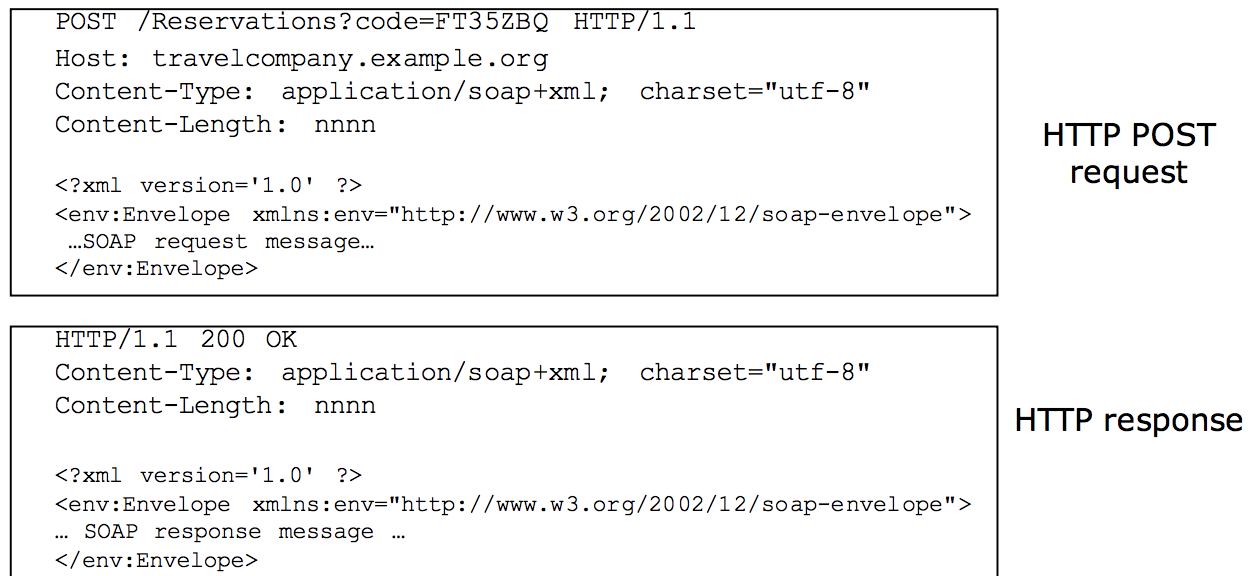 POST /Reservations?code=FT35ZBQ HTTP/1.1
Host: travelcompany.example.org
Content-Type: application/soap+xml; charset="utf-8"
Content-Length: nnnn
<?xml version='1.0' ?>
<env:Envelope xmlns:env="http://www.w3.org/2002/12/soap-envelope">
…SOAP request message…
</env:Envelope>
HTTP POST
request
HTTP/1.1 200 OK
Content-Type: application/soap+xml; charset="utf-8"
Content-Length: nnnn
<?xml version='1.0' ?>
<env:Envelope xmlns:env="http://www.w3.org/2002/12/soap-envelope">
… SOAP response message …
</env:Envelope>
HTTP response